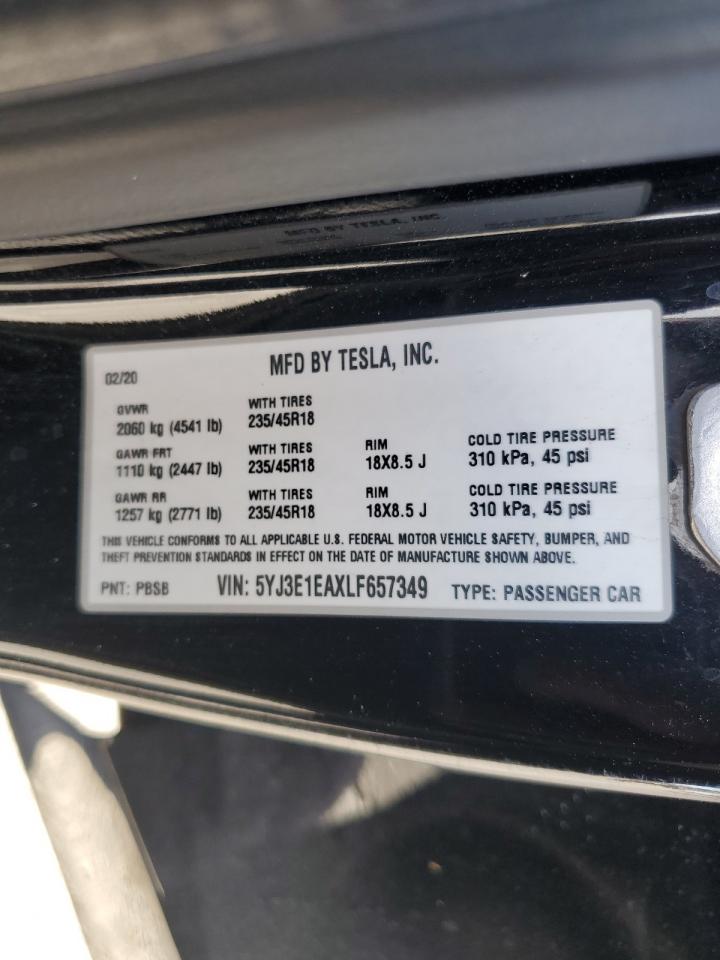 MFD BY TESLA, INC.
02/20 MFD BY TESLA, INC.
GVWR WITH TIRES
2060 kg (4541 lb) 235/45R18
GAWR FRT WITH TIRES RIM COLD TIRE PRESSURE
1110 kg (2447 lb) 235/45R18 18X8.5 J 310 kPa, 45 psi
GAWR RR WITH TIRES RIM COLD TIRE PRESSURE
1257 kg (2771 lb) 235/45R18 18X8.5 J 310 kPa, 45 psi
THIS VEHICLE CONFORMS TO ALL APPLICABLE U.S. FEDERAL MOTOR VEHICLE SAFETY, BUMPER, AND
THEFT PREVENTION STANDARDS IN EFFECT ON THE DATE OF MANUFACTURE SHOWN ABOVE.
PNT: PBSB VIN: 5YJ3E1EAXLF657349 TYPE: PASSENGER CAR